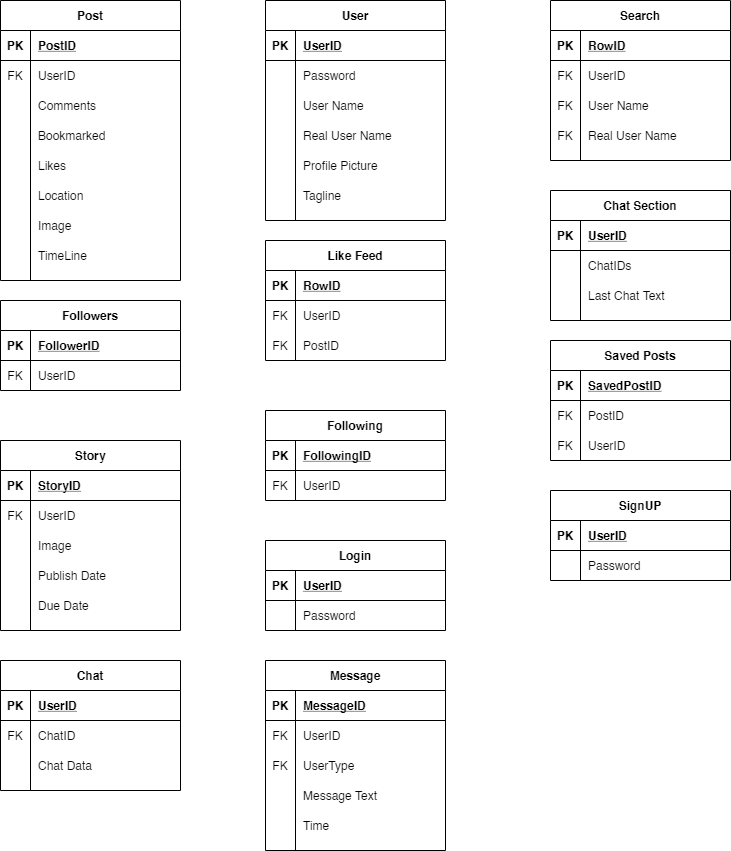 Post
PK PostID
FK UserID
Comments
Bookmarked
Likes
Location
Image
TimeLine
Followers
PK FollowerID
FK UserID
Story
PK StoryID
FK UserID
Image
Publish Date
Due Date
Chat
PK UserID
FK ChatID
Chat Data
User
PK UserID
Password
User Name
Real User Name
Profile Picture
Tagline
Like Feed
PK RowID
FK UserID
FK PostID
Following
PK FollowingID
FK UserID
Login
PK UserID
Password
Message
PK MessageID
FK UserID
FK UserType
Message Text
Time
Search
PK RowID
FK UserID
FK User Name
FK Real User Name
Chat Section
PK UserID
ChatIDs
Last Chat Text
Saved Posts
PK SavedPostID
FK PostID
FK UserID
SignUP
PK UserID
Password